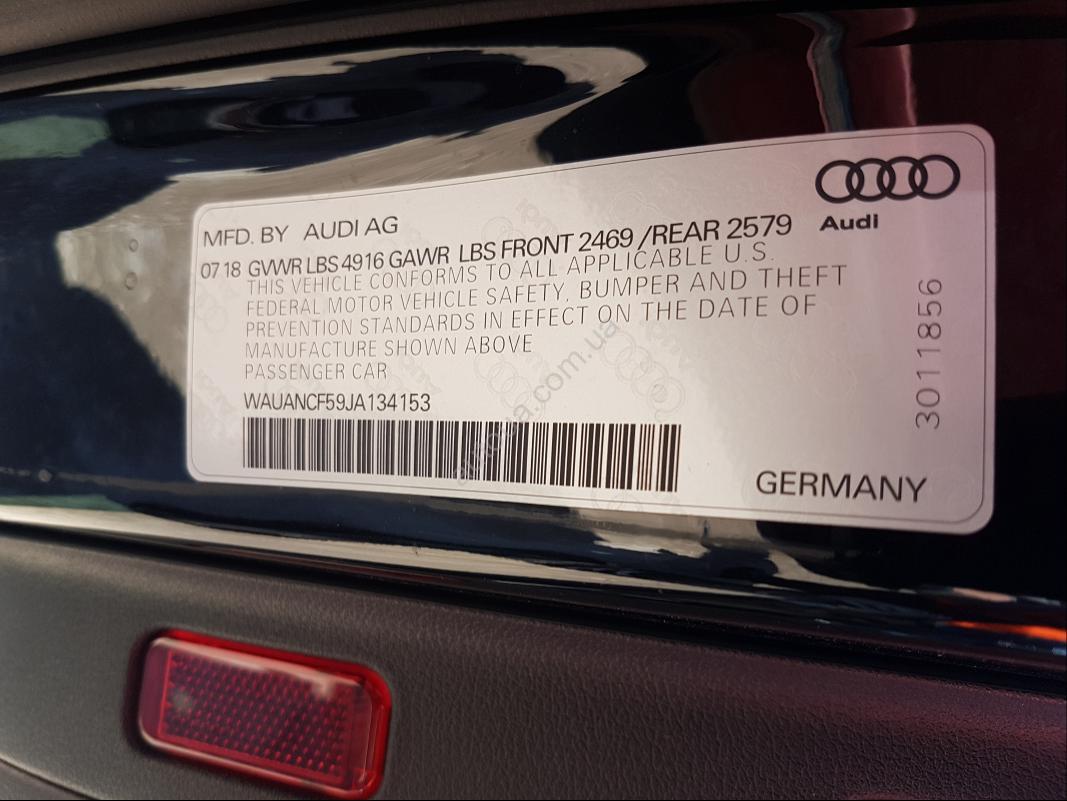 Audi
MFD. BY AUDI AG
07 18 GVWR LBS 4916 GAWR LBS FRONT 2469 /REAR 2579
THIS VEHICLE CONFORMS TO ALL APPLICABLE U.S.
FEDERAL MOTOR VEHICLE SAFETY, BUMPER AND THEFT
PREVENTION STANDARDS IN EFFECT ON THE DATE OF
MANUFACTURE SHOWN ABOVE
PASSENGER CAR
WAUANCF59JA134153
GERMANY
3011856